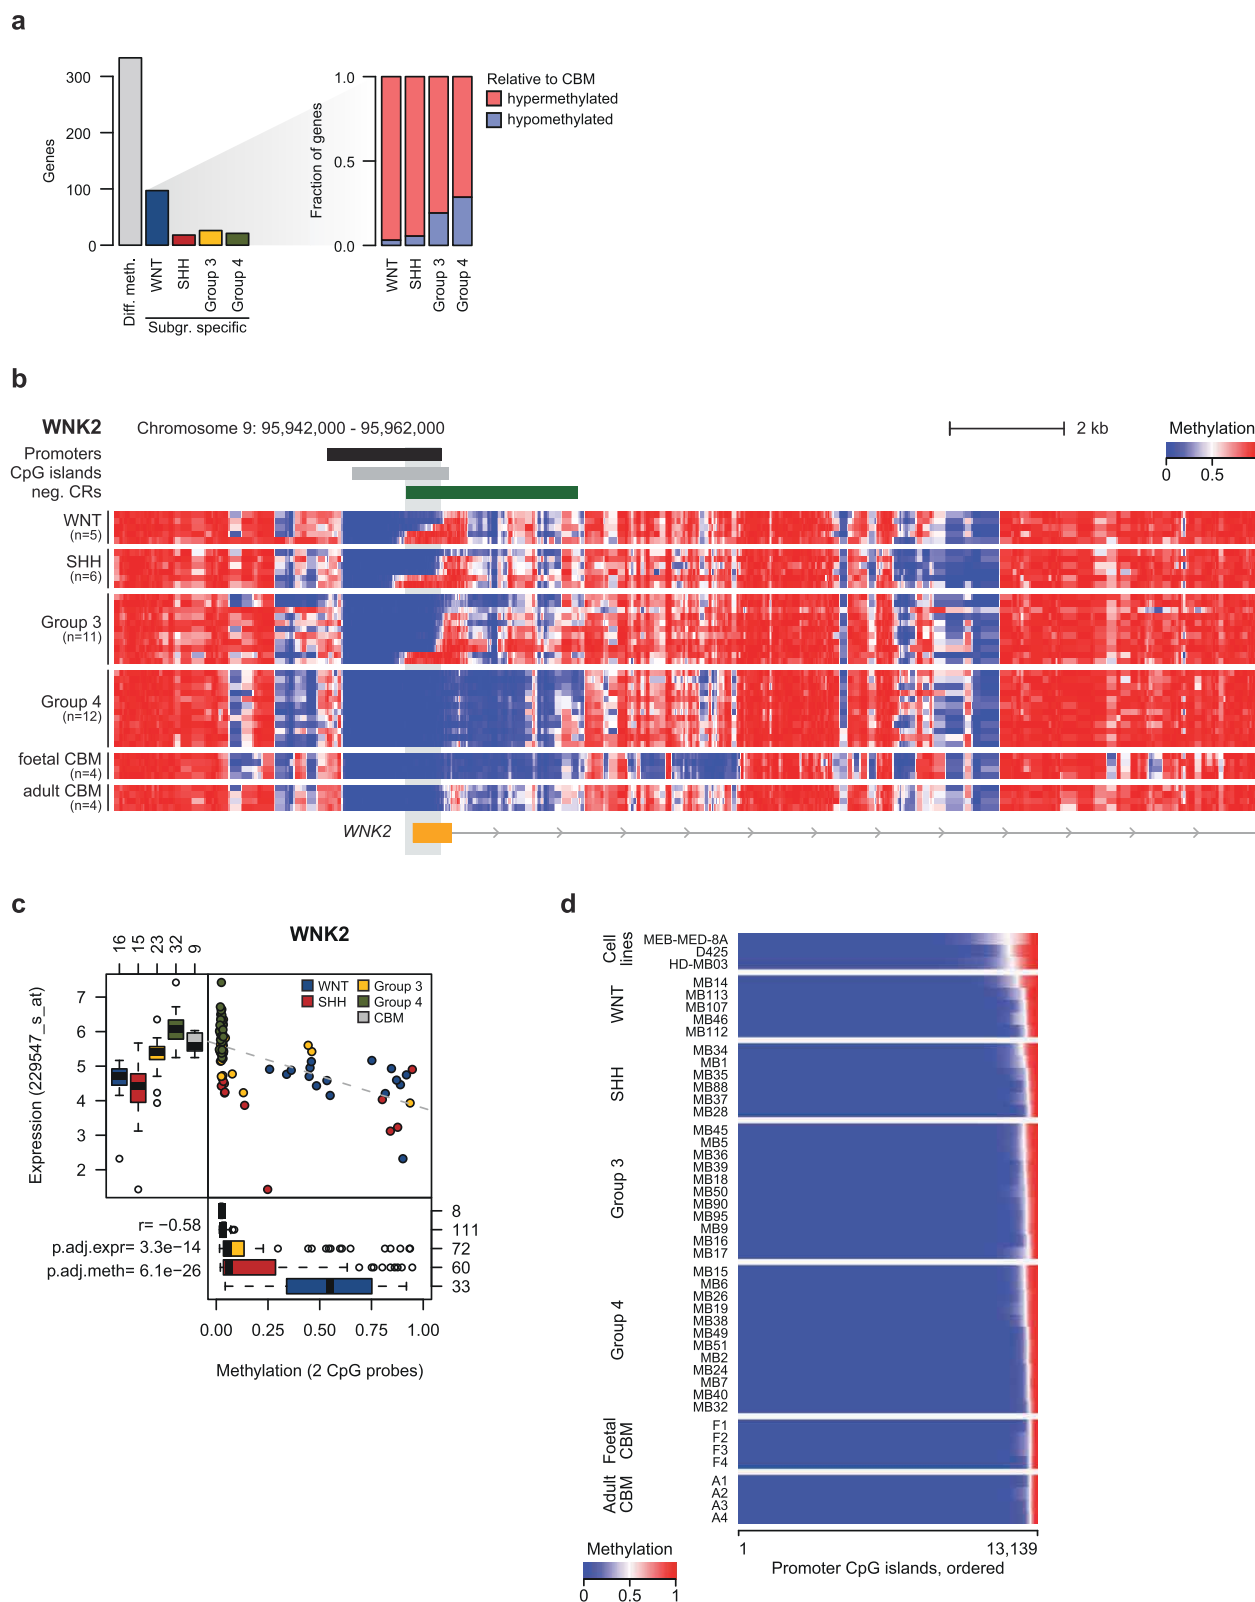 a
300
200
100
0
Genes
Diff. meth.
WNT
SHH
Group 3
Group 4
Subgr. specific
1.0
0.5
0.0
Fraction of genes
WNT
SHH
Group 3
Group 4
Relative to CBM
hypermethylated
hypomethylated
b
WNK2
Chromosome 9: 95,942,000 - 95,962,000
2 kb
Methylation
0 0.5
Promoters
CpG islands
neg. CRs
WNT
(n=5)
SHH
(n=6)
Group 3
(n=11)
Group 4
(n=12)
foetal CBM
(n=4)
adult CBM
(n=4)
WNK2
c
WNK2
16 15 23 32 9
7
6
5
4
3
2
Expression (229547_s_at)
WNT
SHH
Group 3
Group 4
CBM
r= −0.58
p.adj.expr= 3.3e−14
p.adj.meth= 6.1e−26
8
111
72
60
33
0.00 0.25 0.50 0.75 1.00
Methylation (2 CpG probes)
d
Cell lines
MEB-MED-8A
D425
HD-MB03
WNT
MB14
MB113
MB107
MB46
MB112
SHH
MB34
MB1
MB35
MB88
MB37
MB28
Group 3
MB45
MB5
MB36
MB39
MB18
MB50
MB90
MB95
MB9
MB16
MB17
Group 4
MB15
MB6
MB26
MB19
MB38
MB49
MB51
MB2
MB24
MB7
MB40
MB32
Foetal CBM
F1
F2
F3
F4
Adult CBM
A1
A2
A3
A4
1 13,139
Promoter CpG islands, ordered
Methylation
0 0.5 1